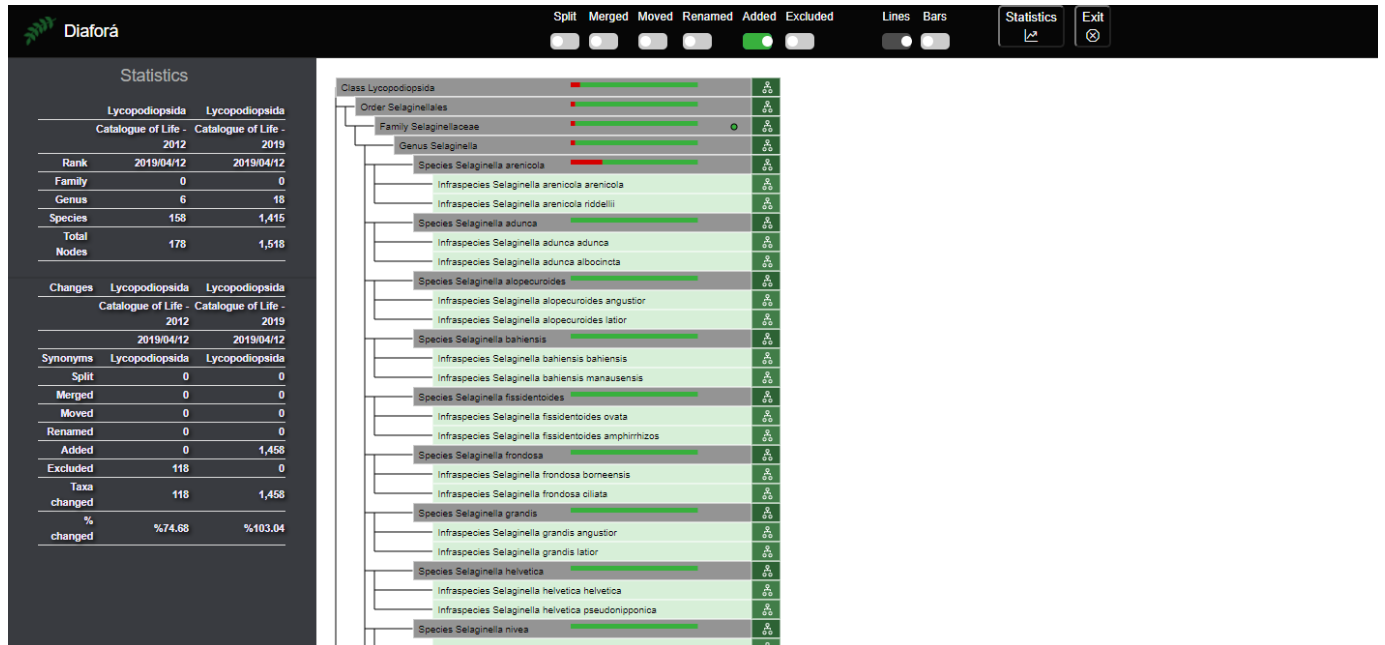 Diaforá
Split Merged Moved Renamed Added Excluded Lines Bars Statistics Exit
Statistics
Lycopodiopsida Lycopodiopsida
Catalogue of Life - Catalogue of Life -
2012 2019
Rank 2019/04/12 2019/04/12
Family 0 0
Genus 6 18
Species 158 1,415
Total
Nodes 178 1,518
Changes Lycopodiopsida Lycopodiopsida
Catalogue of Life - Catalogue of Life -
2012 2019
2019/04/12 2019/04/12
Synonyms Lycopodiopsida Lycopodiopsida
Split 0 0
Merged 0 0
Moved 0 0
Renamed 0 0
Added 0 1,458
Excluded 118 0
Taxa
changed 118 1,458
%
changed %74.68 %103.04
Class Lycopodiopsida
Order Selaginellales
Family Selaginellaceae
Genus Selaginella
Species Selaginella arenicola
Infraspecies Selaginella arenicola arenicola
Infraspecies Selaginella arenicola riddellii
Species Selaginella adunca
Infraspecies Selaginella adunca adunca
Infraspecies Selaginella adunca albocincta
Species Selaginella alopecuroides
Infraspecies Selaginella alopecuroides angustior
Infraspecies Selaginella alopecuroides latior
Species Selaginella bahiensis
Infraspecies Selaginella bahiensis bahiensis
Infraspecies Selaginella bahiensis manausensis
Species Selaginella fissidentoides
Infraspecies Selaginella fissidentoides ovata
Infraspecies Selaginella fissidentoides amphirrhizos
Species Selaginella frondosa
Infraspecies Selaginella frondosa borneensis
Infraspecies Selaginella frondosa ciliata
Species Selaginella grandis
Infraspecies Selaginella grandis angustior
Infraspecies Selaginella grandis latior
Species Selaginella helvetica
Infraspecies Selaginella helvetica helvetica
Infraspecies Selaginella helvetica pseudonipponica
Species Selaginella nivea